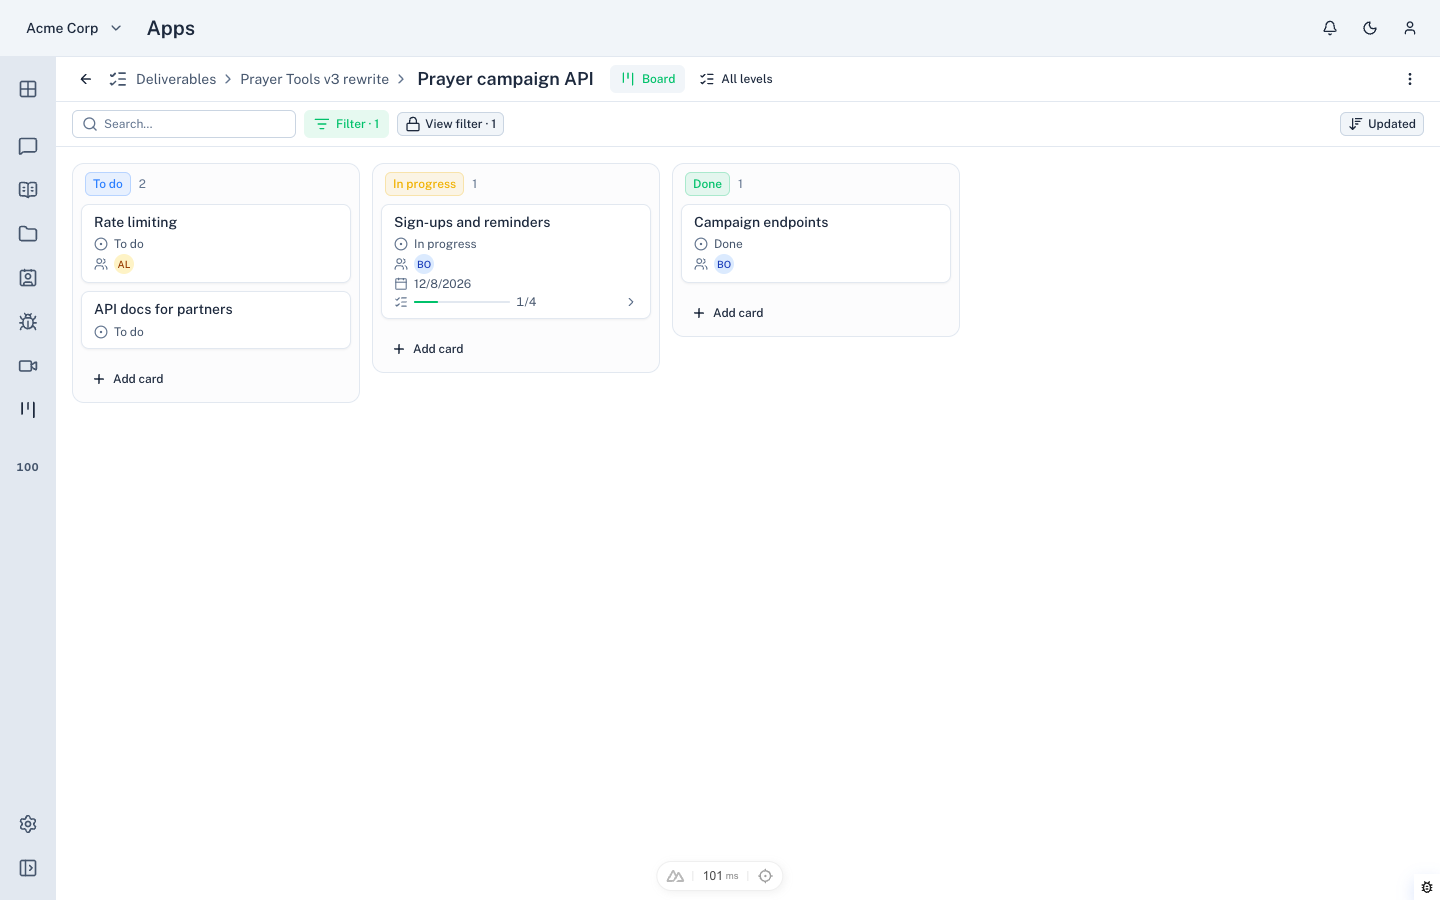 Acme Corp
Apps
Deliverables
Prayer Tools v3 rewrite
Prayer campaign API
Board
All levels
Search...
Filter · 1
View filter · 1
Updated
To do 2
Rate limiting
To do
AL
API docs for partners
To do
Add card
In progress 1
Sign-ups and reminders
In progress
BO
12/8/2026
1/4
Add card
Done 1
Campaign endpoints
Done
BO
Add card
100
101 ms